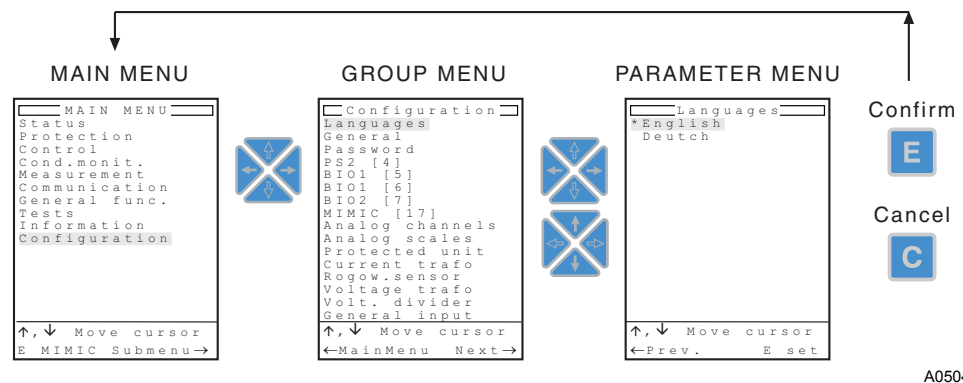 MAIN MENU
MAIN MENU
Status
Protection
Control
Cond.monit.
Measurement
Communication
General func.
Tests
Information
Configuration
↑,↓ Move cursor
E MIMIC Submenu→
GROUP MENU
Configuration
Languages
General
Password
PS2 [4]
BIO1 [5]
BIO1 [6]
BIO2 [7]
MIMIC [17]
Analog channels
Analog scales
Protected unit
Current trafo
Rogow.sensor
Voltage trafo
Volt. divider
General input
↑,↓ Move cursor
←MainMenu Next→
PARAMETER MENU
Languages
*English
Deutch
↑,↓ Move cursor
←Prev. E set
Confirm
E
Cancel
C
A0504